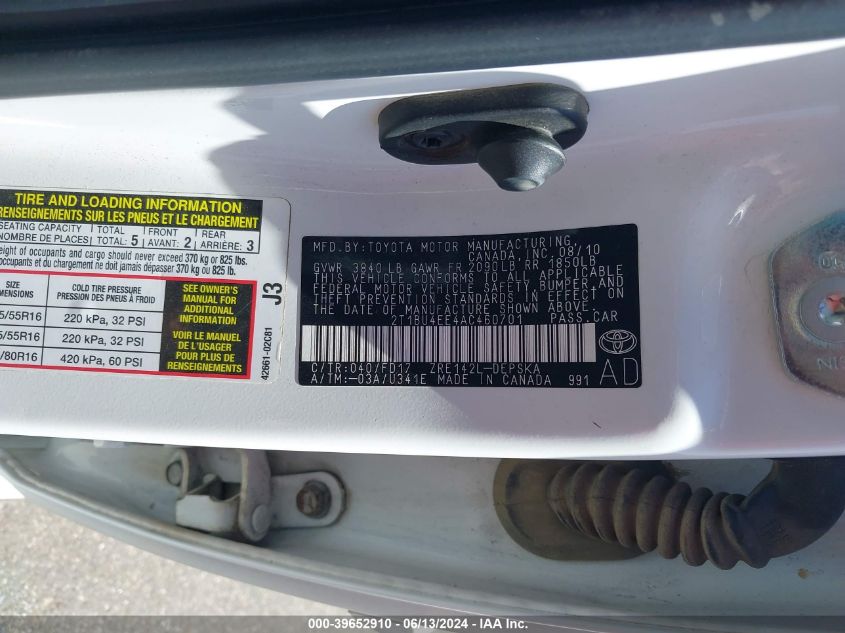 TIRE AND LOADING INFORMATION
RENSEIGNEMENTS SUR LES PNEUS ET LE CHARGEMENT
SEATING CAPACITY TOTAL FRONT REAR
NOMBRE DE PLACES: TOTAL: 5 AVANT: 2 ARRIÈRE: 3
of occupants and cargo should never exceed 370 kg or 825 lbs.
et du chargement ne doit jamais dépasser 370 kg ou 825 lb.
SIZE COLD TIRE PRESSURE
PRESSION DES PNEUS À FROID
220 kPa, 32 PSI
/55R16 220 kPa, 32 PSI
/80R16 420 kPa, 60 PSI
SEE OWNER'S
MANUAL FOR
ADDITIONAL
INFORMATION
VOIR LE MANUEL
DE L'USAGER
POUR PLUS DE
RENSEIGNEMENTS
J3
42661-02C81
MFD.BY:TOYOTA MOTOR MANUFACTURING,
CANADA, INC. 08/10
GVWR 3840 LB GAWR FR 2090LB RR 1850LB
THIS VEHICLE CONFORMS TO ALL APPLICABLE
FEDERAL MOTOR VEHICLE SAFETY, BUMPER, AND
THEFT PREVENTION STANDARDS IN EFFECT ON
THE DATE OF MANUFACTURE SHOWN ABOVE.
2T1BU4EE4AC460701 PASS.CAR
C/TR:040/FD17 ZRE142L-DEPSKA
A/TM:-03A/U341E MADE IN CANADA 991
AD
000-39652910 - 06/13/2024 - IAA Inc.